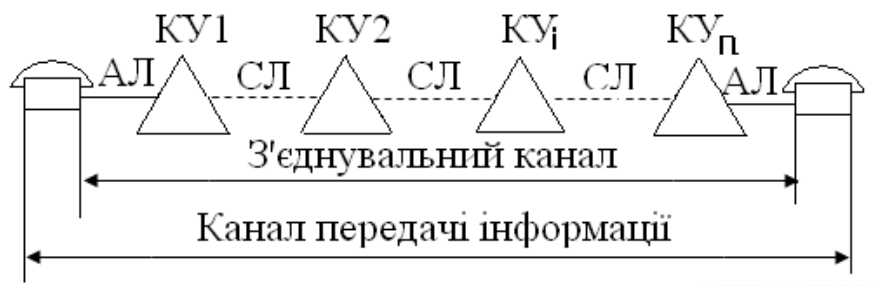 КУ1 КУ2 КУi КУn
АЛ СЛ СЛ СЛ АЛ
З'єднувальний канал
Канал передачі інформації